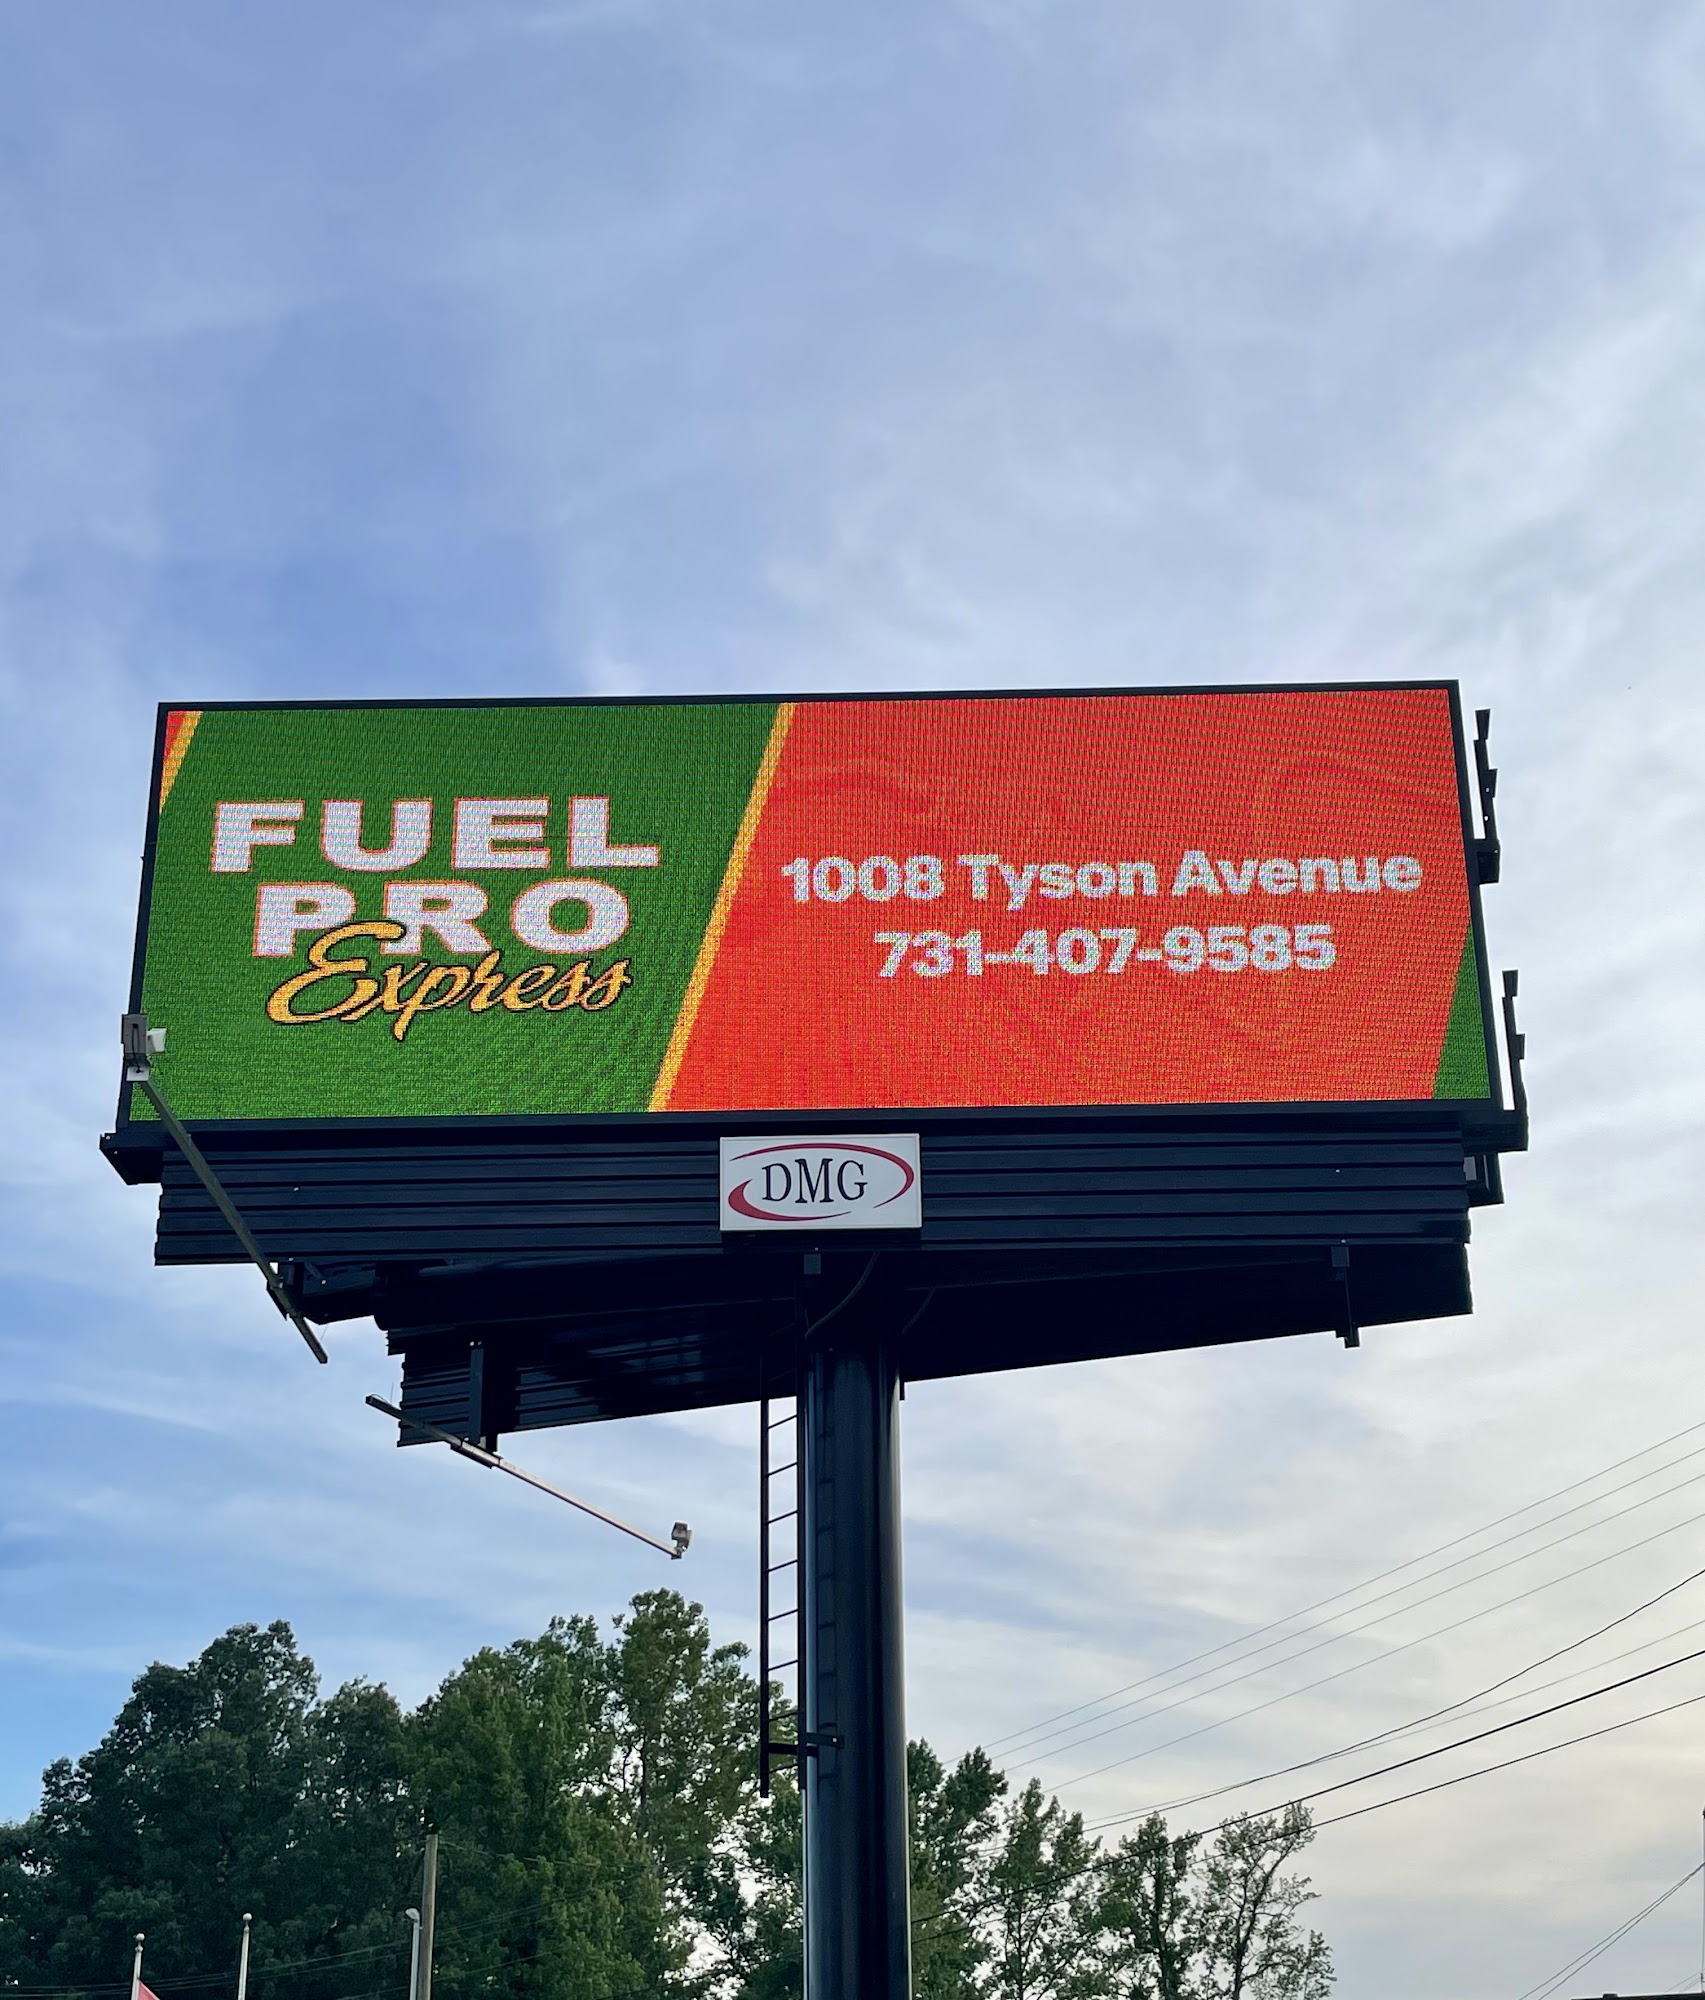 FUEL
PRO
Express
1008 Tyson Avenue
731-407-9585
DMG